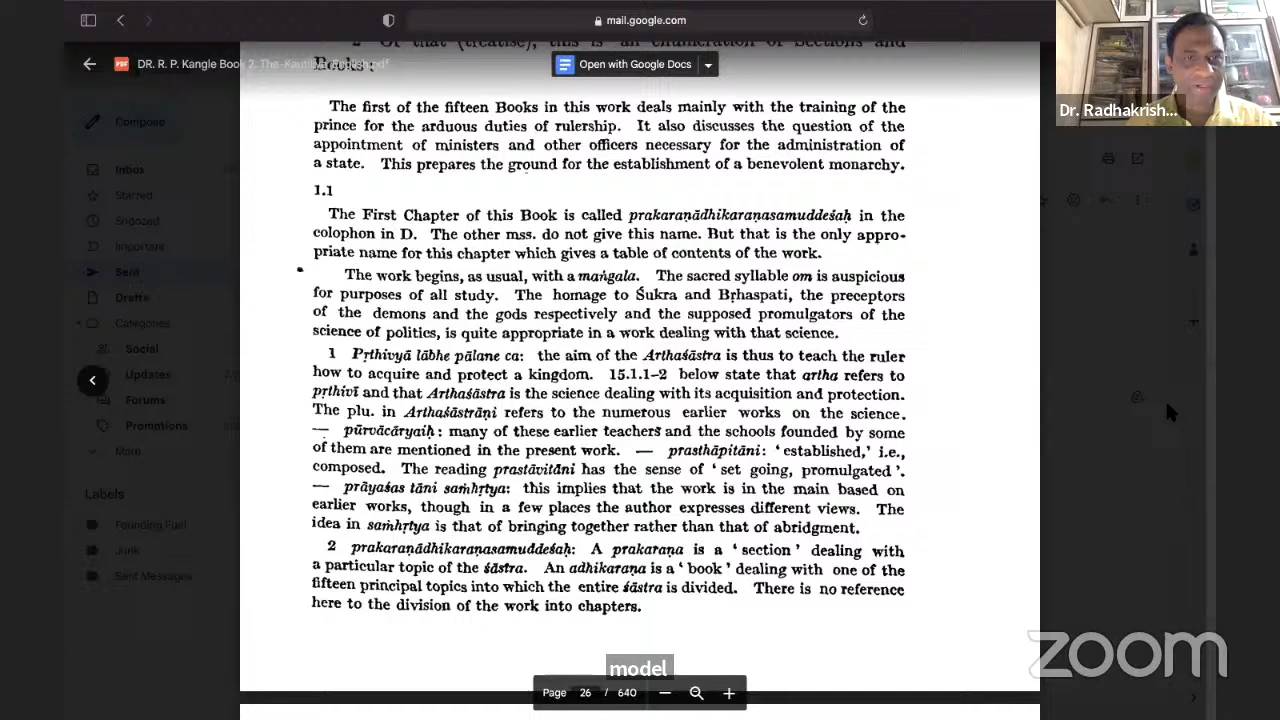 mail.google.com
2 Of that (treatise), this is an enumeration of Sections and
Books:
DR. R. P. Kangle Book 2. The-Kautiliya
Open with Google Docs
Dr. Radhakrish...
Compose
Inbox
Starred
Snoozed
Important
Sent
Drafts
Categories
Social
Updates
Forums
Promotions
More
Labels
Founding Fuel
Junk
Sent Messages
The first of the fifteen Books in this work deals mainly with the training of the
prince for the arduous duties of rulership. It also discusses the question of the
appointment of ministers and other officers necessary for the administration of
a state. This prepares the ground for the establishment of a benevolent monarchy.
1.1
The First Chapter of this Book is called prakaraṇādhikaraṇasamuddeśaḥ in the
colophon in D. The other mss. do not give this name. But that is the only appro-
priate name for this chapter which gives a table of contents of the work.
The work begins, as usual, with a maṅgala. The sacred syllable om is auspicious
for purposes of all study. The homage to Śukra and Bṛhaspati, the preceptors
of the demons and the gods respectively and the supposed promulgators of the
science of politics, is quite appropriate in a work dealing with that science.
1 Pṛthivyā lābhe pālane ca: the aim of the Arthaśāstra is thus to teach the ruler
how to acquire and protect a kingdom. 15.1.1-2 below state that artha refers to
pṛthivī and that Arthaśāstra is the science dealing with its acquisition and protection.
The plu. in Arthaśāstrāṇi refers to the numerous earlier works on the science.
— pūrvācāryaiḥ: many of these earlier teachers and the schools founded by some
of them are mentioned in the present work. — prasthāpitāni: ‘established,’ i.e.,
composed. The reading prastāvitāni has the sense of ‘set going, promulgated’.
— prāyaśas tāni saṁhṛtya: this implies that the work is in the main based on
earlier works, though in a few places the author expresses different views. The
idea in saṁhṛtya is that of bringing together rather than that of abridgment.
2 prakaraṇādhikaraṇasamuddeśaḥ: A prakaraṇa is a ‘section’ dealing with
a particular topic of the śāstra. An adhikaraṇa is a ‘book’ dealing with one of the
fifteen principal topics into which the entire śāstra is divided. There is no reference
here to the division of the work into chapters.
model
Page 26 / 640
zoom